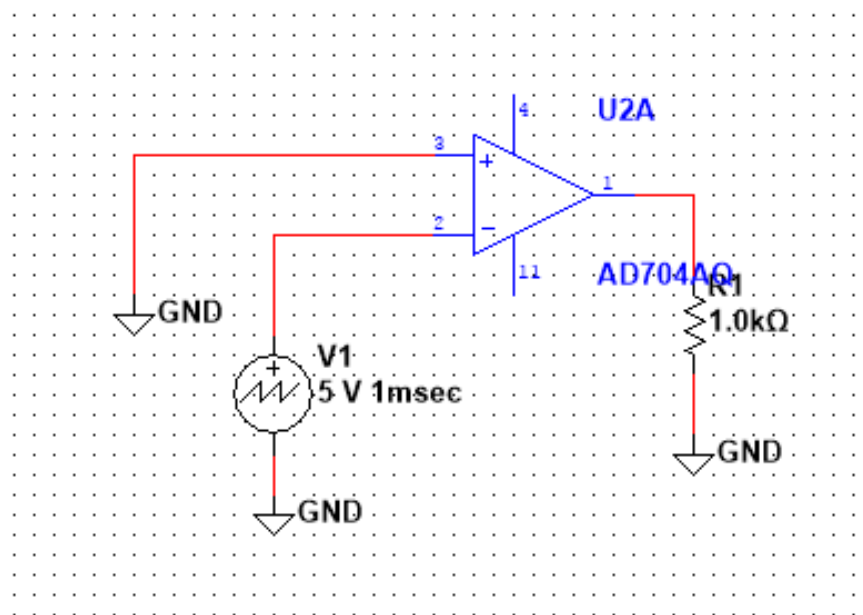 4
U2A
3
+
1
2
−
11
AD704AQ
R1
1.0kΩ
GND
V1
+
5 V 1msec
GND
GND